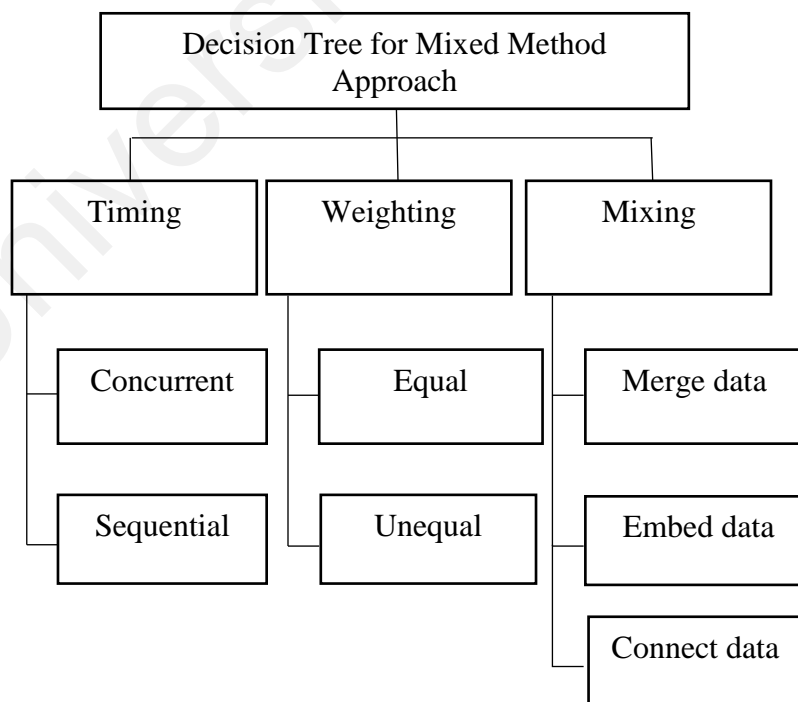 Decision Tree for Mixed Method
Approach
Timing
Weighting
Mixing
Concurrent
Equal
Merge data
Sequential
Unequal
Embed data
Connect data